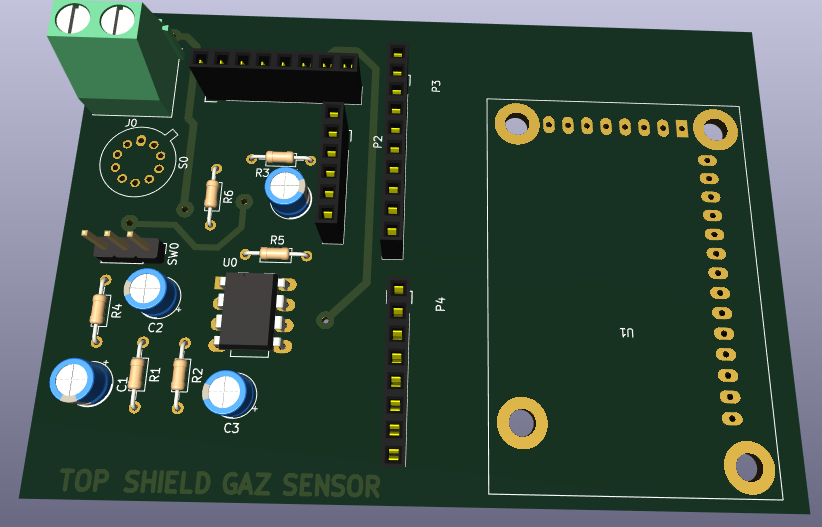 J0
S0
P3
P2
R3
R6
SW0
R5
U0
R4
C2
P4
U1
C1
R1
R2
C3
TOP SHIELD GAZ SENSOR